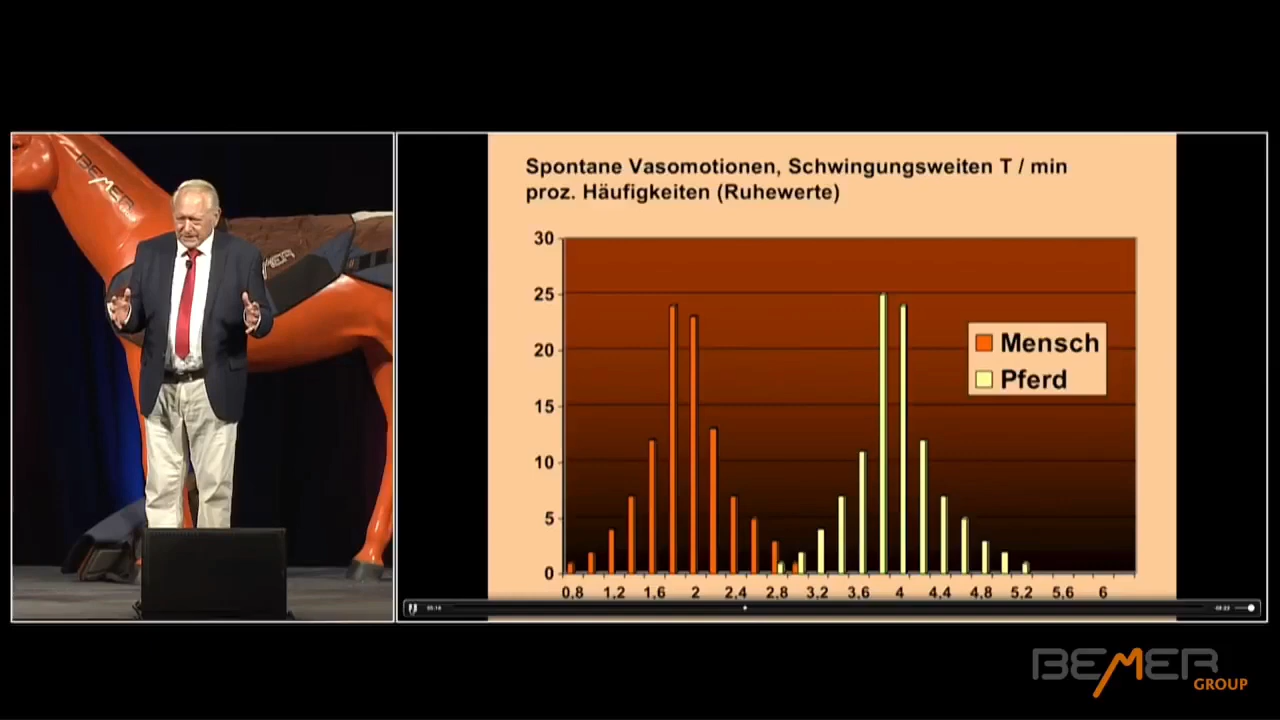 BEMER
MER
Spontane Vasomotionen, Schwingungsweiten T / min
proz. Häufigkeiten (Ruhewerte)
30
25
20
15
10
5
0
Mensch
Pferd
0,8 1,2 1,6 2 2,4 2,8 3,2 3,6 4 4,4 4,8 5,2 5,6 6
BEMER
GROUP